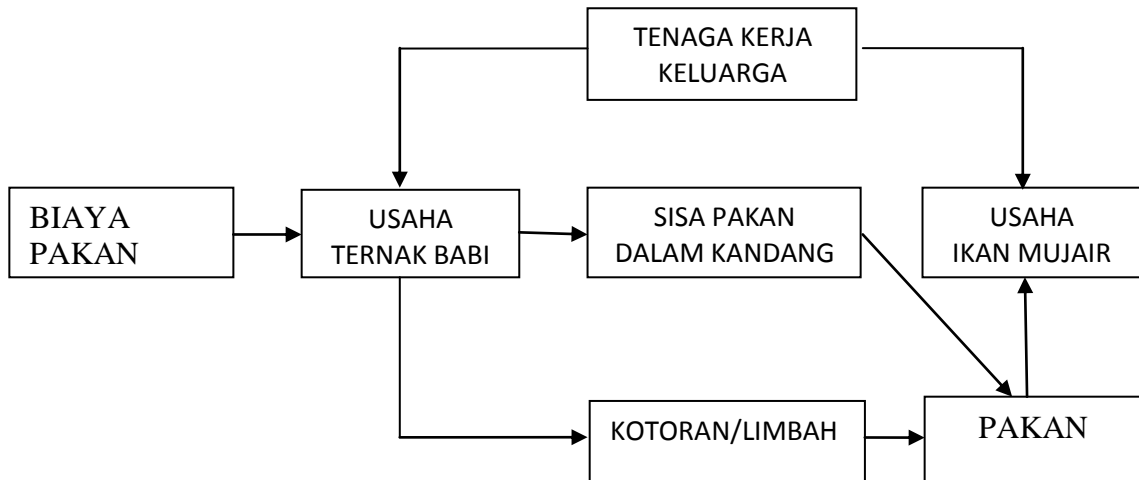 TENAGA KERJA
KELUARGA
BIAYA
PAKAN
USAHA
TERNAK BABI
SISA PAKAN
DALAM KANDANG
USAHA
IKAN MUJAIR
KOTORAN/LIMBAH
PAKAN